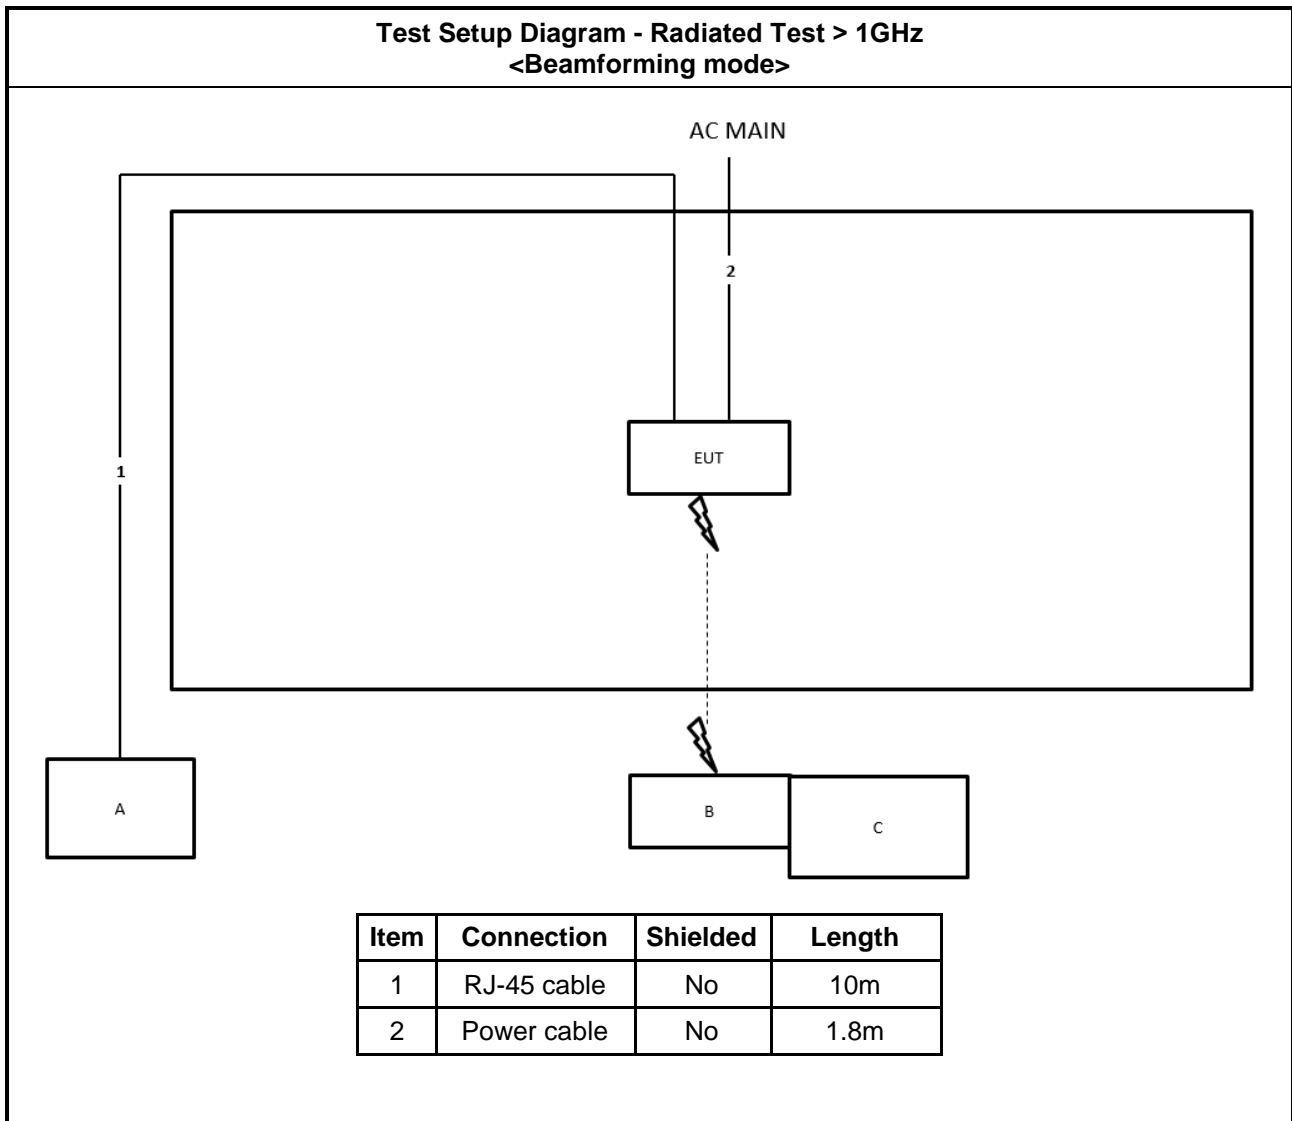 Test Setup Diagram - Radiated Test > 1GHz
<Beamforming mode>
AC MAIN
2
1
EUT
A
B
C
Item Connection Shielded Length
1 RJ-45 cable No 10m
2 Power cable No 1.8m